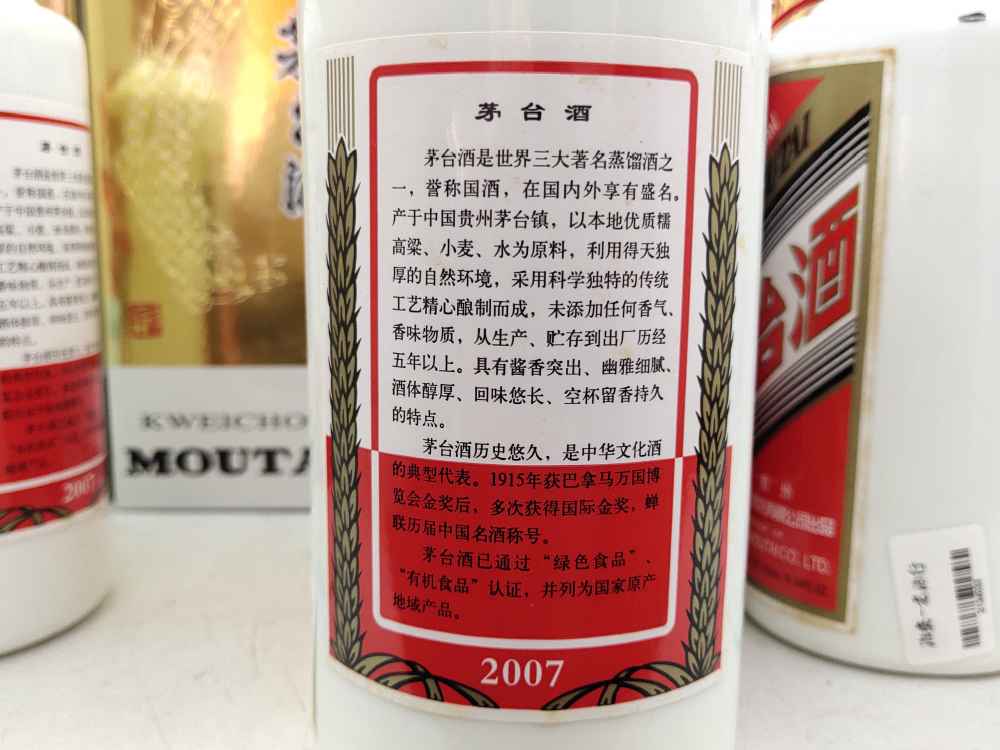 茅台酒
茅台酒是世界三大著名蒸馏酒之
一，誉称国酒，在国内外享有盛名。
产于中国贵州茅台镇，以本地优质糯
高梁、小麦、水为原料，利用得天独
厚的自然环境，采用科学独特的传统
工艺精心酿制而成，未添加任何香气、
香味物质，从生产、贮存到出厂历经
五年以上。具有酱香突出、幽雅细腻、
酒体醇厚、回味悠长、空杯留香持久
的特点。
茅台酒历史悠久，是中华文化酒
的典型代表。1915年获巴拿马万国博
览会金奖后，多次获得国际金奖，蝉
联历届中国名酒称号。
茅台酒已通过“绿色食品”、
“有机食品”认证，并列为国家原产
地域产品。
2007
KWEICHO
MOUTA
2007
台酒
CO., LTD.